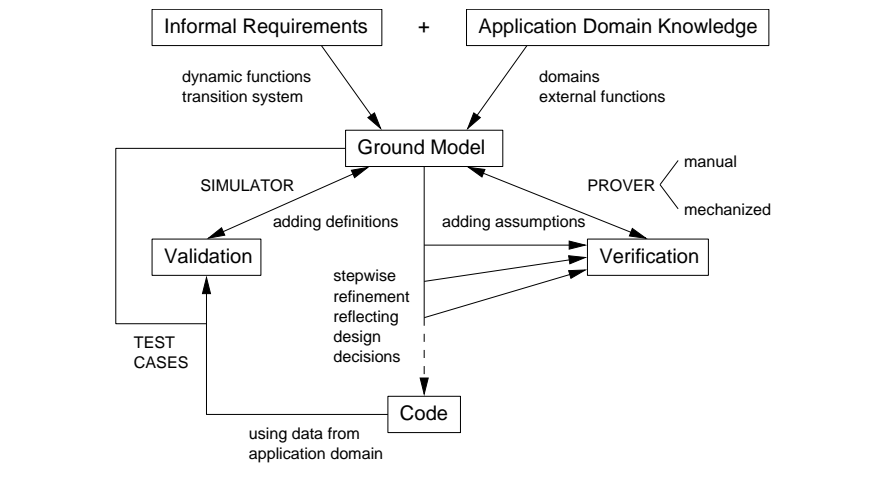 Informal Requirements + Application Domain Knowledge
dynamic functions
transition system
domains
external functions
Ground Model
SIMULATOR
PROVER
manual
mechanized
adding definitions
adding assumptions
Validation
Verification
stepwise
refinement
reflecting
design
decisions
TEST
CASES
Code
using data from
application domain